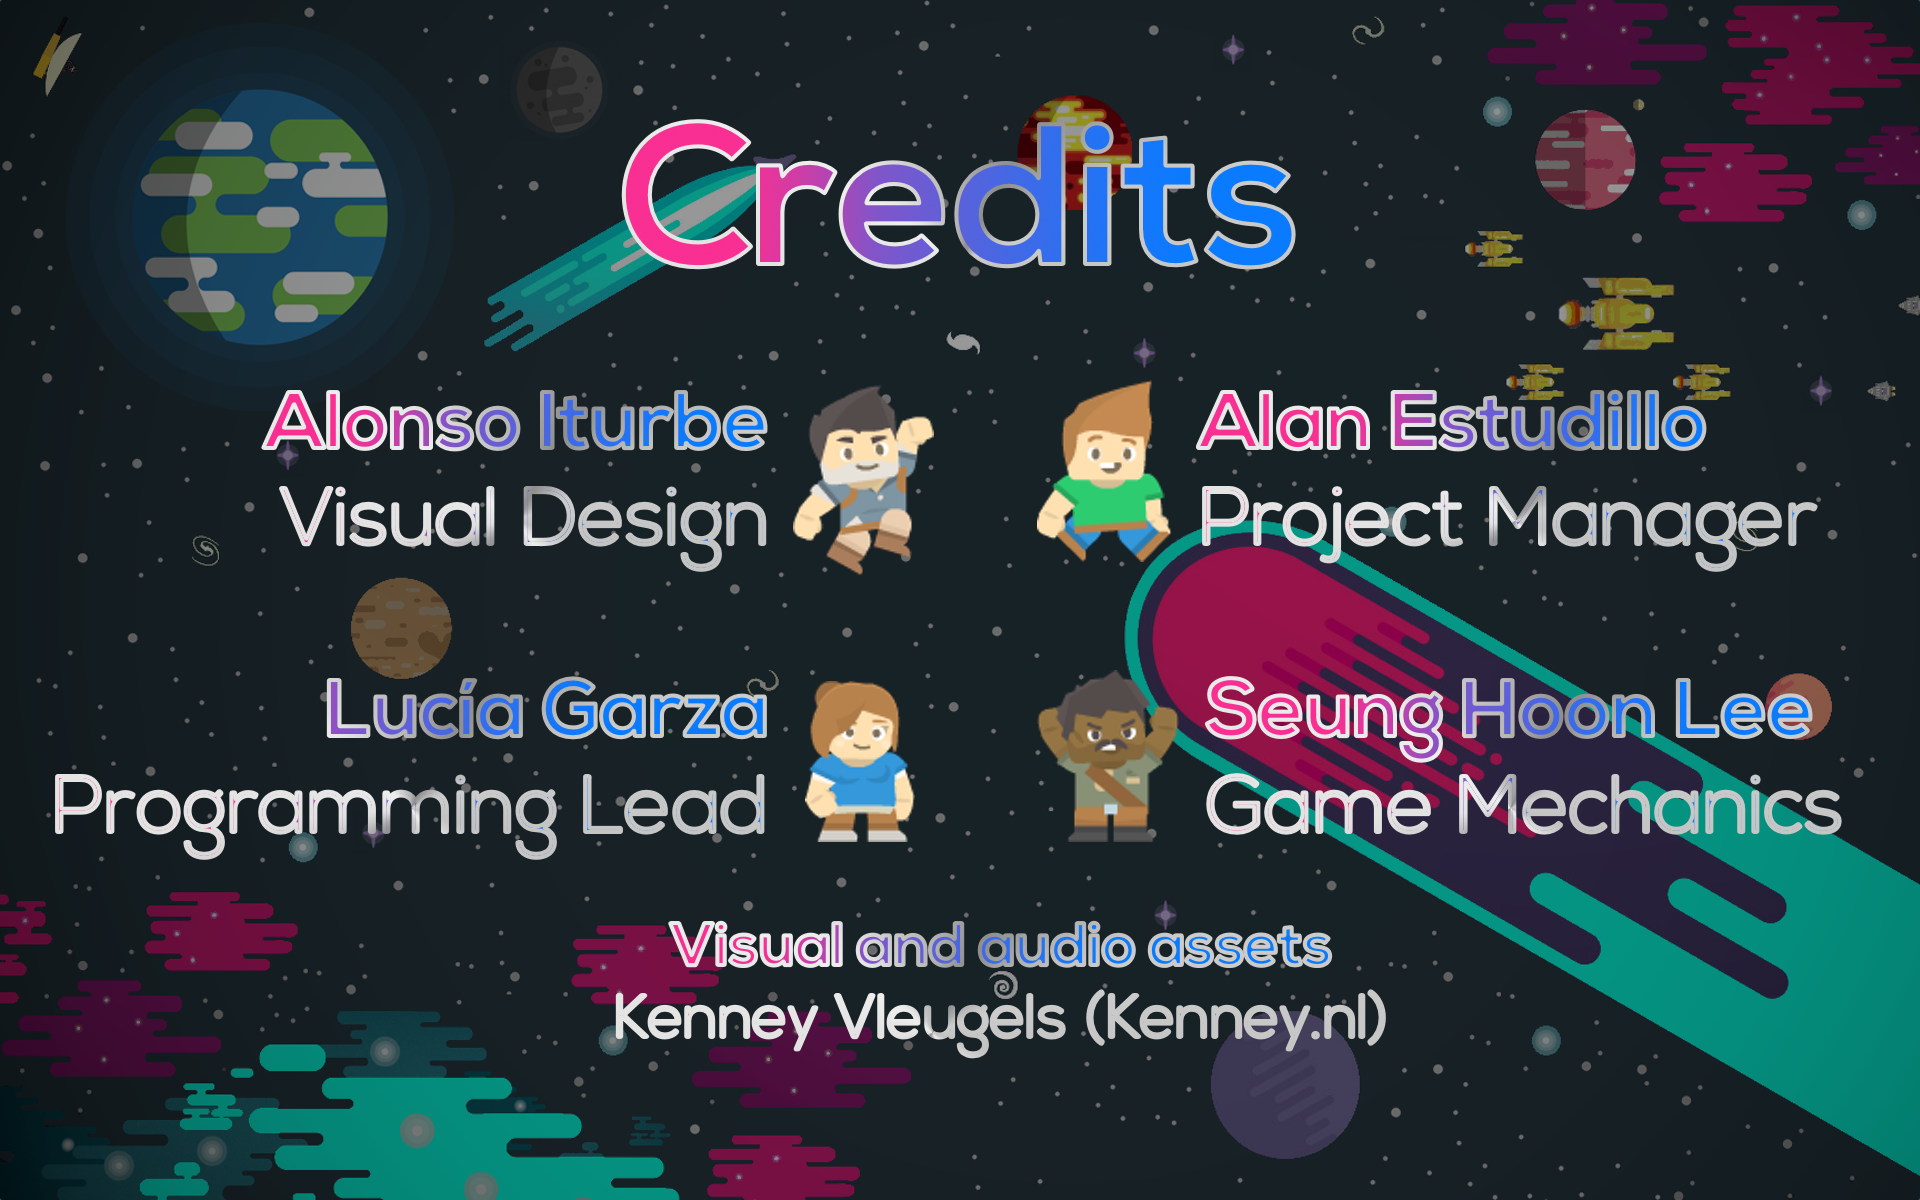 Credits
Alonso Iturbe
Visual Design
Alan Estudillo
Project Manager
Lucía Garza
Programming Lead
Seung Hoon Lee
Game Mechanics
Visual and audio assets
Kenney Vleugels (Kenney.nl)